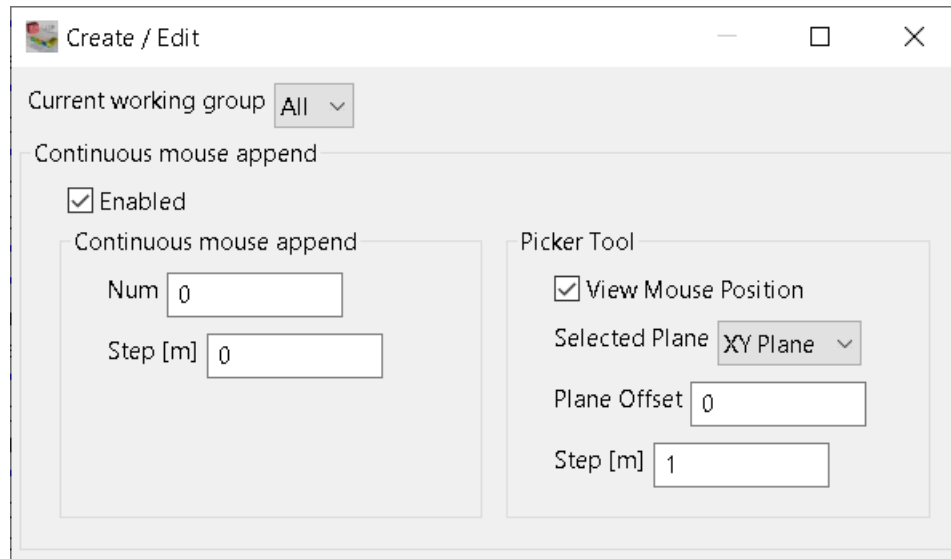 Create / Edit
Current working group All
Continuous mouse append
Enabled
Continuous mouse append
Num 0
Step [m] 0
Picker Tool
View Mouse Position
Selected Plane XY Plane
Plane Offset 0
Step [m] 1